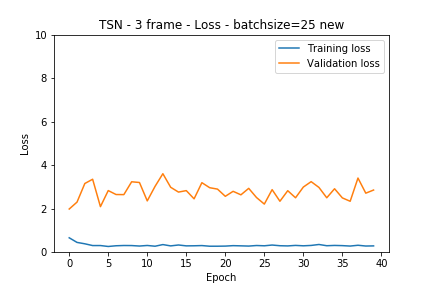 TSN - 3 frame - Loss - batchsize=25 new
Training loss
Validation loss
10
8
6
4
2
0
Loss
0 5 10 15 20 25 30 35 40
Epoch